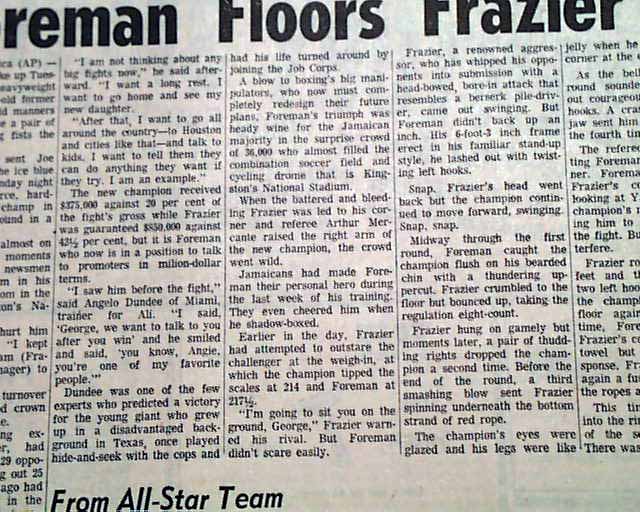 reman Floors Frazier
ica (AP) —
ke up Tues-
eavyweight
old former
d manners
e a pair of
g fists the
sent Joe
he ice blue
nday night
rce, hard-
champ in
ound in a
almost on
moments
newsmen
m in his
om in the
on's Na-
hurt him
"I kept
am (Fra-
nager) to
turnover
d crown
e.
ng ex-
r, had
29 oppo-
g out 25
ago had
in the
"I am not thinking about any
big fights now," he said after-
ward. "I want a long rest. I
want to go home and see my
new daughter.
"After that, I want to go all
around the country—to Houston
and cities like that—and talk to
kids. I want to tell them they
can do anything they want if
they try. I am an example."
The new champion received
$375,000 against 20 per cent of
the fight's gross while Frazier
was guaranteed $850,000 against
42½ per cent, but it is Foreman
who now is in a position to talk
to promoters in milion-dollar
terms.
"I saw him before the fight,"
said Angelo Dundee of Miami,
trainer for Ali. "I said,
'George, we want to talk to you
after you win' and he smiled
and said, 'you know, Angie,
you're one of my favorite
people.'"
Dundee was one of the few
experts who predicted a victory
for the young giant who grew
up in a disadvantaged back-
ground in Texas, once played
hide-and-seek with the cops and
had his life turned around by
joining the Job Corps.
A blow to boxing's big mani-
pulators, who now must com-
pletely redesign their future
plans, Foreman's triumph was
heady wine for the Jamaican
majority in the surprise crowd
of 36,000 who almost filled the
combination soccer field and
cycling drome that is King-
ston's National Stadium.
When the battered and bleed-
ing Frazier was led to his cor-
ner and referee Arthur Mer-
cante raised the right arm of
the new champion, the crowd
went wild.
Jamaicans had made Fore-
man their personal hero during
the last week of his training.
They even cheered him when
he shadow-boxed.
Earlier in the day, Frazier
had attempted to outstare the
challenger at the weigh-in, at
which the champion tipped the
scales at 214 and Foreman at
217½.
"I'm going to sit you on the
ground, George," Frazier warn-
ed his rival. But Foreman
didn't scare easily.
Frazier, a renowned aggres-
sor, who has whipped his oppo-
nents into submission with a
head-bowed, bore-in attack that
resembles a berserk pile-driv-
er, came out swinging. But
Foreman didn't back up an
inch. His 6-foot-3 inch frame
erect in his familiar stand-up
style, he lashed out with twist-
ing left hooks.
Snap. Frazier's head went
back but the champion contin-
ued to move forward, swinging.
Snap, snap.
Midway through the first
round, Foreman caught the
champion flush on his bearded
chin with a thundering up-
percut. Frazier crumbled to the
floor but bounced up, taking the
regulation eight-count.
Frazier hung on gamely but
moments later, a pair of thudd-
ing rights dropped the cham-
pion a second time. Before the
end of the round, a third
smashing blow sent Frazier
spinning underneath the bottom
strand of red rope.
The champion's eyes were
glazed and his legs were like
jelly when he
corner at the e
As the be
round sounde
out courageou
hooks. A cra
jaw sent him
the fourth tim
The referee
ting Foreman
ner. Foreman
Frazier's c
looking at Y
champion's m
ing him to
the fight. Bu
terfere.
Frazier ro
feet and t
two left hook
the champ
floor again
time, Fore
Frazier's co
towel but
sponse. Fra
again a for
the ropes a
This ti
into the ri
of the se
There was
From All-Star Team